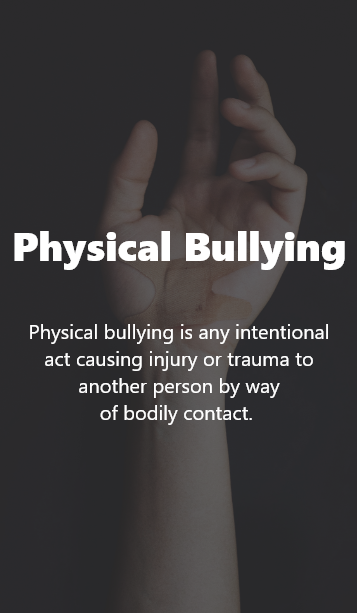 Physical Bullying
Physical bullying is any intentional
act causing injury or trauma to
another person by way
of bodily contact.